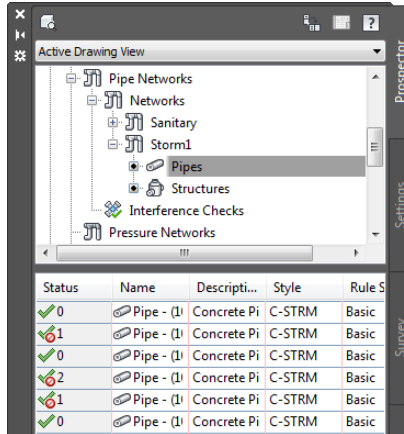 ?
Active Drawing View
Pipe Networks
Networks
Sanitary
Storm1
Pipes
Structures
Interference Checks
Pressure Networks
Prospector
Settings
Survey
Status Name Descripti... Style Rule S
0 Pipe - (1 Concrete Pi C-STRM Basic
1 Pipe - (1 Concrete Pi C-STRM Basic
0 Pipe - (1 Concrete Pi C-STRM Basic
2 Pipe - (1 Concrete Pi C-STRM Basic
1 Pipe - (1 Concrete Pi C-STRM Basic
0 Pipe - (1 Concrete Pi C-STRM Basic